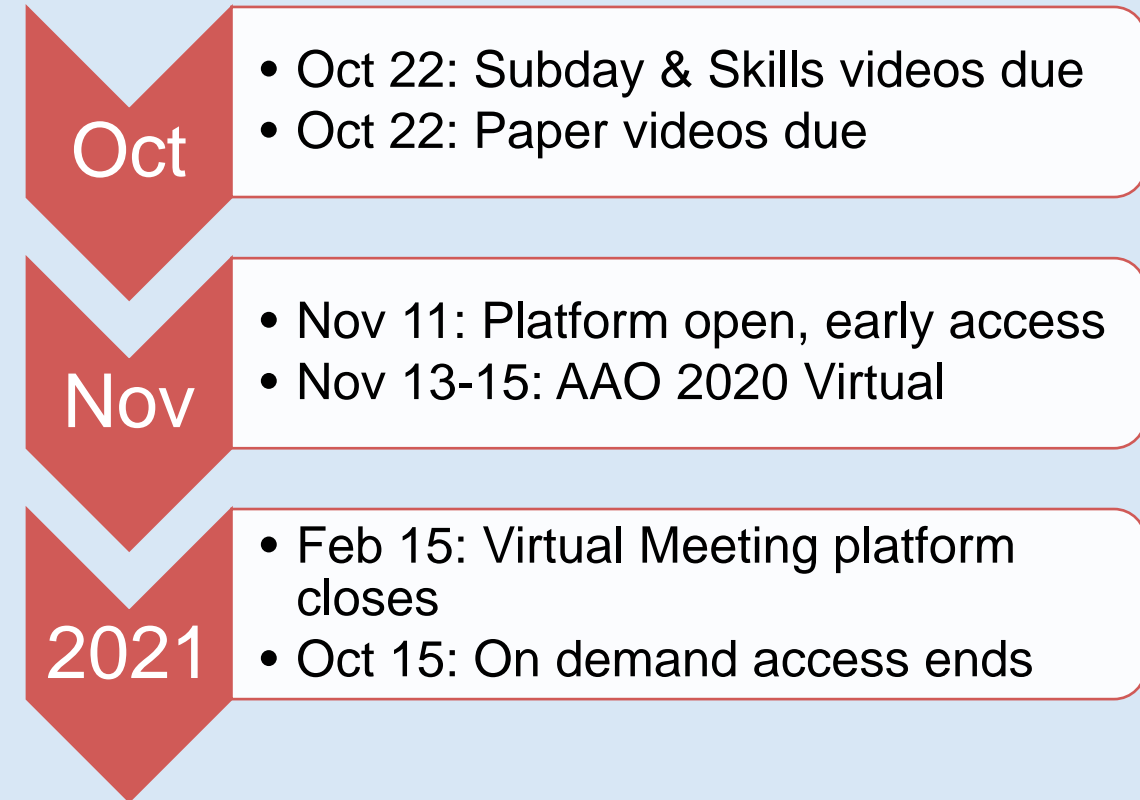 Oct
• Oct 22: Subday & Skills videos due
• Oct 22: Paper videos due
Nov
• Nov 11: Platform open, early access
• Nov 13-15: AAO 2020 Virtual
2021
• Feb 15: Virtual Meeting platform
closes
• Oct 15: On demand access ends